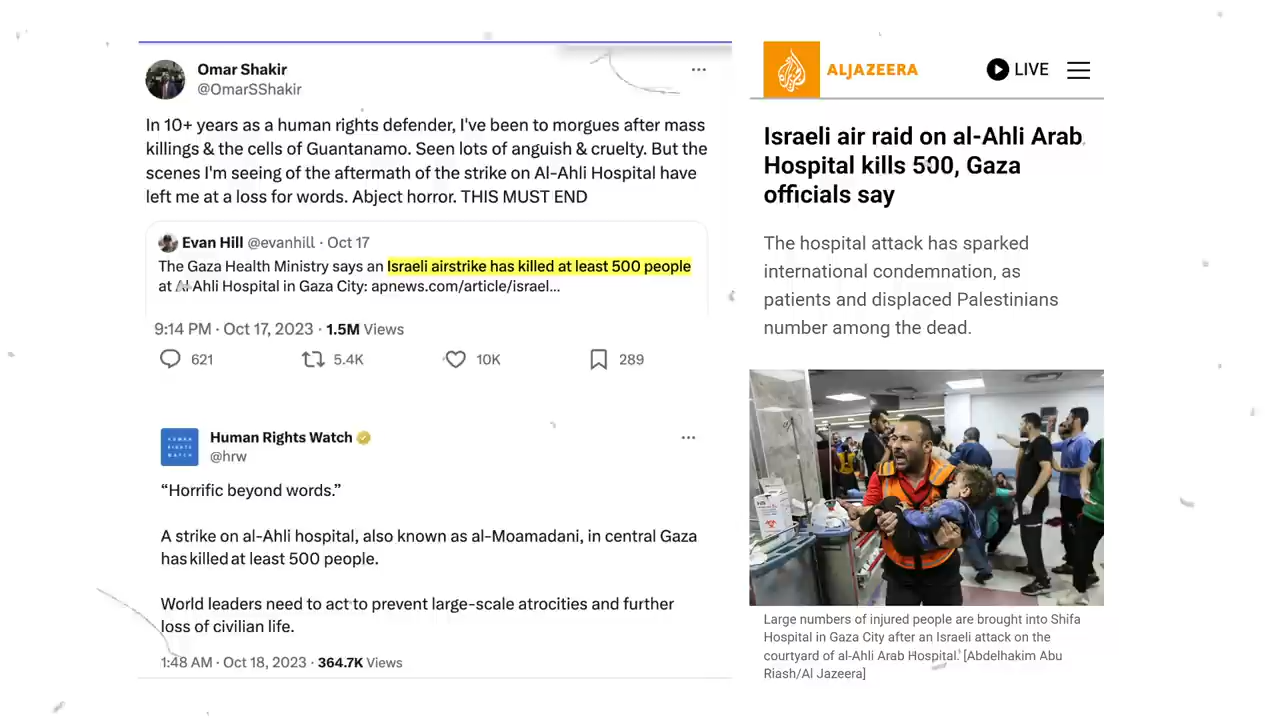 Omar Shakir
@OmarSShakir
In 10+ years as a human rights defender, I've been to morgues after mass
killings & the cells of Guantanamo. Seen lots of anguish & cruelty. But the
scenes I'm seeing of the aftermath of the strike on Al-Ahli Hospital have
left me at a loss for words. Abject horror. THIS MUST END
Evan Hill @evanhill · Oct 17
The Gaza Health Ministry says an Israeli airstrike has killed at least 500 people
at Al-Ahli Hospital in Gaza City: apnews.com/article/israel...
9:14 PM · Oct 17, 2023 · 1.5M Views
621 5.4K 10K 289
Human Rights Watch
@hrw
“Horrific beyond words.”
A strike on al-Ahli hospital, also known as al-Moamadani, in central Gaza
has killed at least 500 people.
World leaders need to act to prevent large-scale atrocities and further
loss of civilian life.
1:48 AM · Oct 18, 2023 · 364.7K Views
ALJAZEERA LIVE
Israeli air raid on al-Ahli Arab
Hospital kills 500, Gaza
officials say
The hospital attack has sparked
international condemnation, as
patients and displaced Palestinians
number among the dead.
Large numbers of injured people are brought into Shifa
Hospital in Gaza City after an Israeli attack on the
courtyard of al-Ahli Arab Hospital. [Abdelhakim Abu
Riash/Al Jazeera]